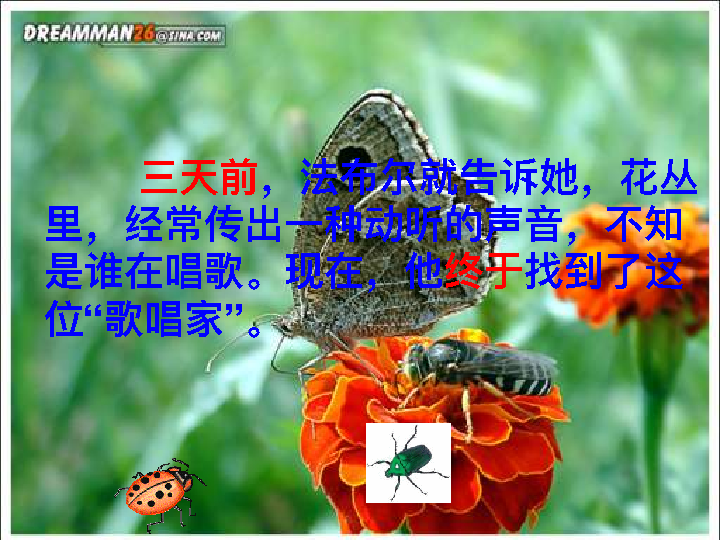 DREAMMAN26@SINA.COM
三天前，法布尔就告诉她，花丛
里，经常传出一种动听的声音，不知
是谁在唱歌。现在，他终于找到了这
位“歌唱家”。